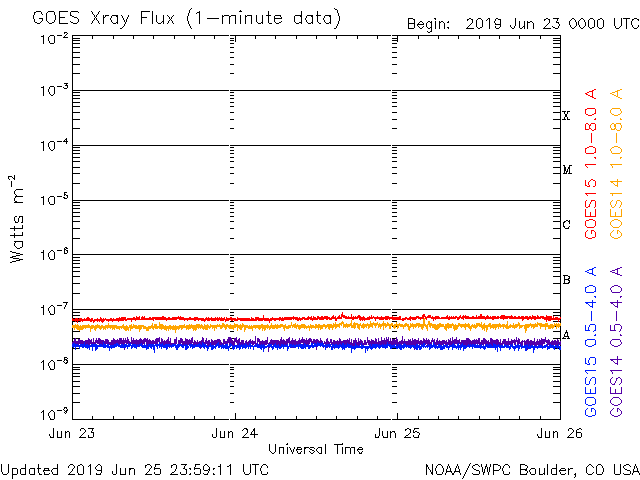 GOES Xray Flux (1-minute data)
Begin: 2019 Jun 23 0000 UTC
10⁻²
10⁻³
10⁻⁴
10⁻⁵
10⁻⁶
10⁻⁷
10⁻⁸
10⁻⁹
Watts m⁻²
X
M
C
B
A
GOES15 1.0-8.0 A
GOES14 1.0-8.0 A
GOES15 0.5-4.0 A
GOES14 0.5-4.0 A
Jun 23 Jun 24 Jun 25 Jun 26
Universal Time
Updated 2019 Jun 25 23:59:11 UTC
NOAA/SWPC Boulder, CO USA